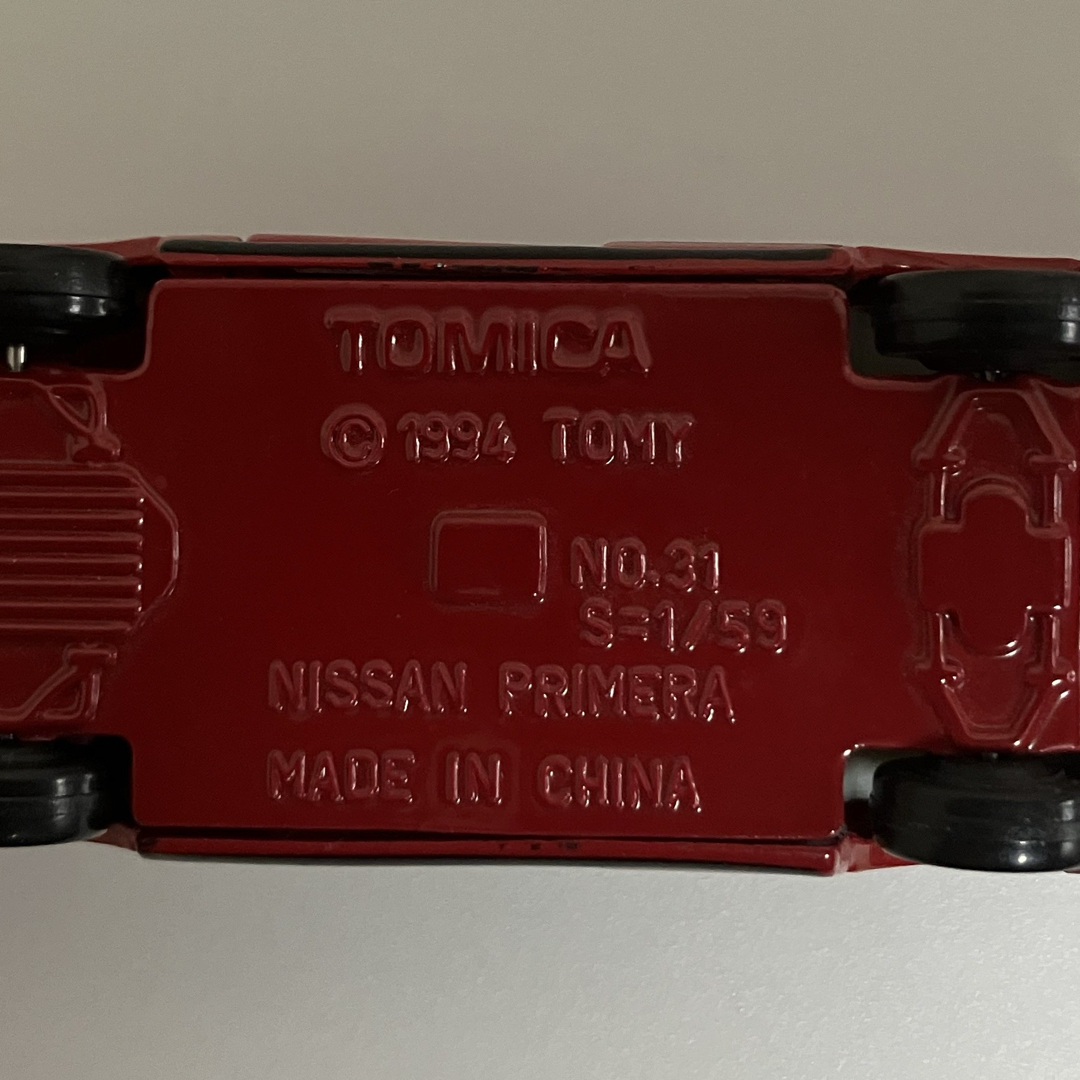 TOMICA
© 1994 TOMY
NO.31
S=1/59
NISSAN PRIMERA
MADE IN CHINA